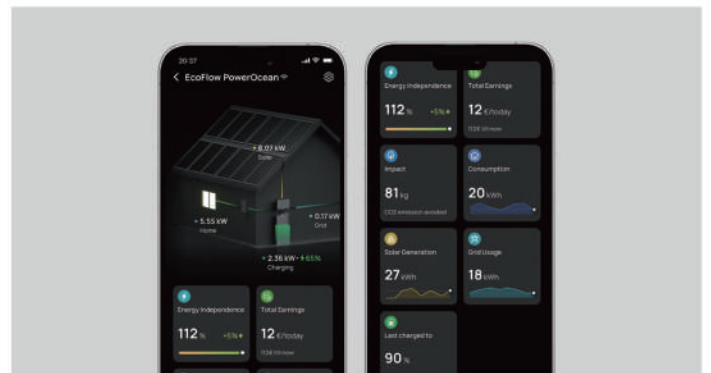 20:37
EcoFlow PowerOcean
8.07 kW
Solar
5.55 kW
Home
0.17 kW
Grid
2.36 kW 65%
Charging
Energy Independence
112 % +5%
Total Earnings
12 €/today
Energy Independence
112 % +5%
Total Earnings
12 €/today
Impact
81 kg
CO2 emission avoided
Consumption
20 kWh
Solar Generation
27 kWh
Grid Usage
18 kWh
Last charged to
90 %